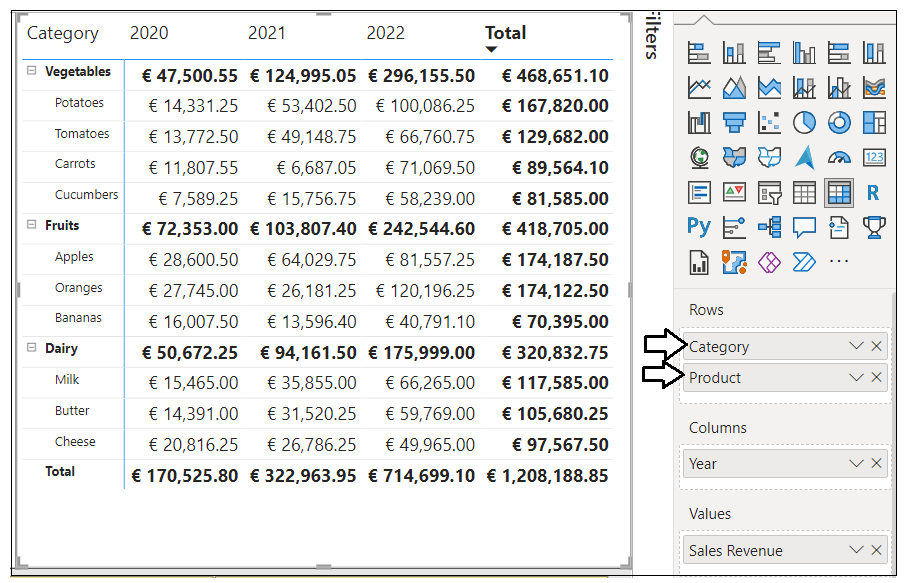 Category 2020 2021 2022 Total
Vegetables € 47,500.55 € 124,995.05 € 296,155.50 € 468,651.10
Potatoes € 14,331.25 € 53,402.50 € 100,086.25 € 167,820.00
Tomatoes € 13,772.50 € 49,148.75 € 66,760.75 € 129,682.00
Carrots € 11,807.55 € 6,687.05 € 71,069.50 € 89,564.10
Cucumbers € 7,589.25 € 15,756.75 € 58,239.00 € 81,585.00
Fruits € 72,353.00 € 103,807.40 € 242,544.60 € 418,705.00
Apples € 28,600.50 € 64,029.75 € 81,557.25 € 174,187.50
Oranges € 27,745.00 € 26,181.25 € 120,196.25 € 174,122.50
Bananas € 16,007.50 € 13,596.40 € 40,791.10 € 70,395.00
Dairy € 50,672.25 € 94,161.50 € 175,999.00 € 320,832.75
Milk € 15,465.00 € 35,855.00 € 66,265.00 € 117,585.00
Butter € 14,391.00 € 31,520.25 € 59,769.00 € 105,680.25
Cheese € 20,816.25 € 26,786.25 € 49,965.00 € 97,567.50
Total € 170,525.80 € 322,963.95 € 714,699.10 € 1,208,188.85
Filters
123
R
Py
Rows
Category
Product
Columns
Year
Values
Sales Revenue